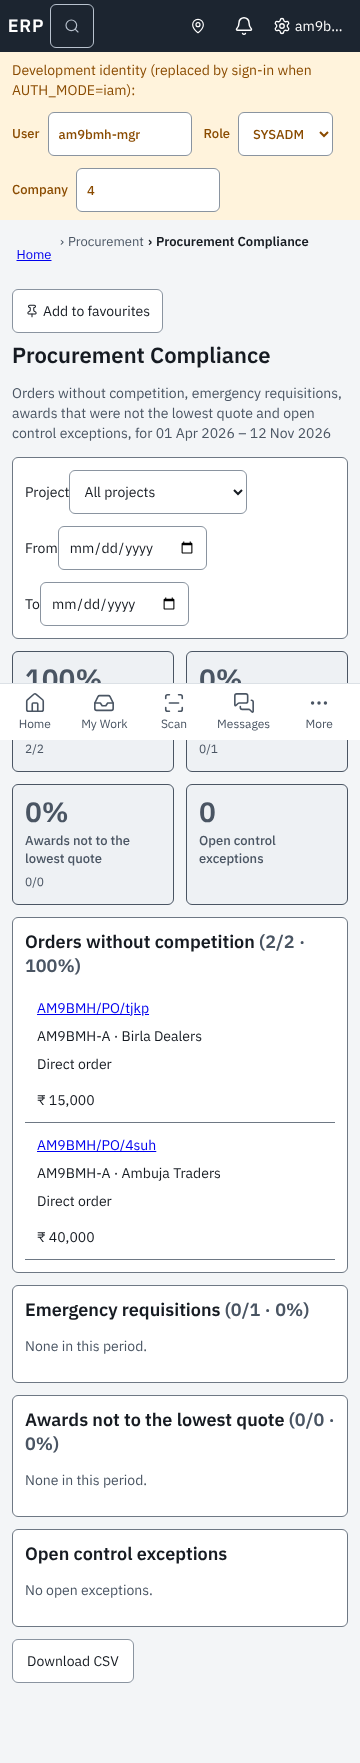 ERP
am9b...
Development identity (replaced by sign-in when
AUTH_MODE=iam):
User am9bmh-mgr Role SYSADM
Company 4
Home › Procurement › Procurement Compliance
Add to favourites
Procurement Compliance
Orders without competition, emergency requisitions,
awards that were not the lowest quote and open
control exceptions, for 01 Apr 2026 – 12 Nov 2026
Project All projects
From mm/dd/yyyy
To mm/dd/yyyy
100% 0%
Home My Work Scan Messages More
2/2 0/1
0% 0
Awards not to the Open control
lowest quote exceptions
0/0
Orders without competition (2/2 ·
100%)
AM9BMH/PO/tjkp
AM9BMH-A · Birla Dealers
Direct order
₹ 15,000
AM9BMH/PO/4suh
AM9BMH-A · Ambuja Traders
Direct order
₹ 40,000
Emergency requisitions (0/1 · 0%)
None in this period.
Awards not to the lowest quote (0/0 ·
0%)
None in this period.
Open control exceptions
No open exceptions.
Download CSV